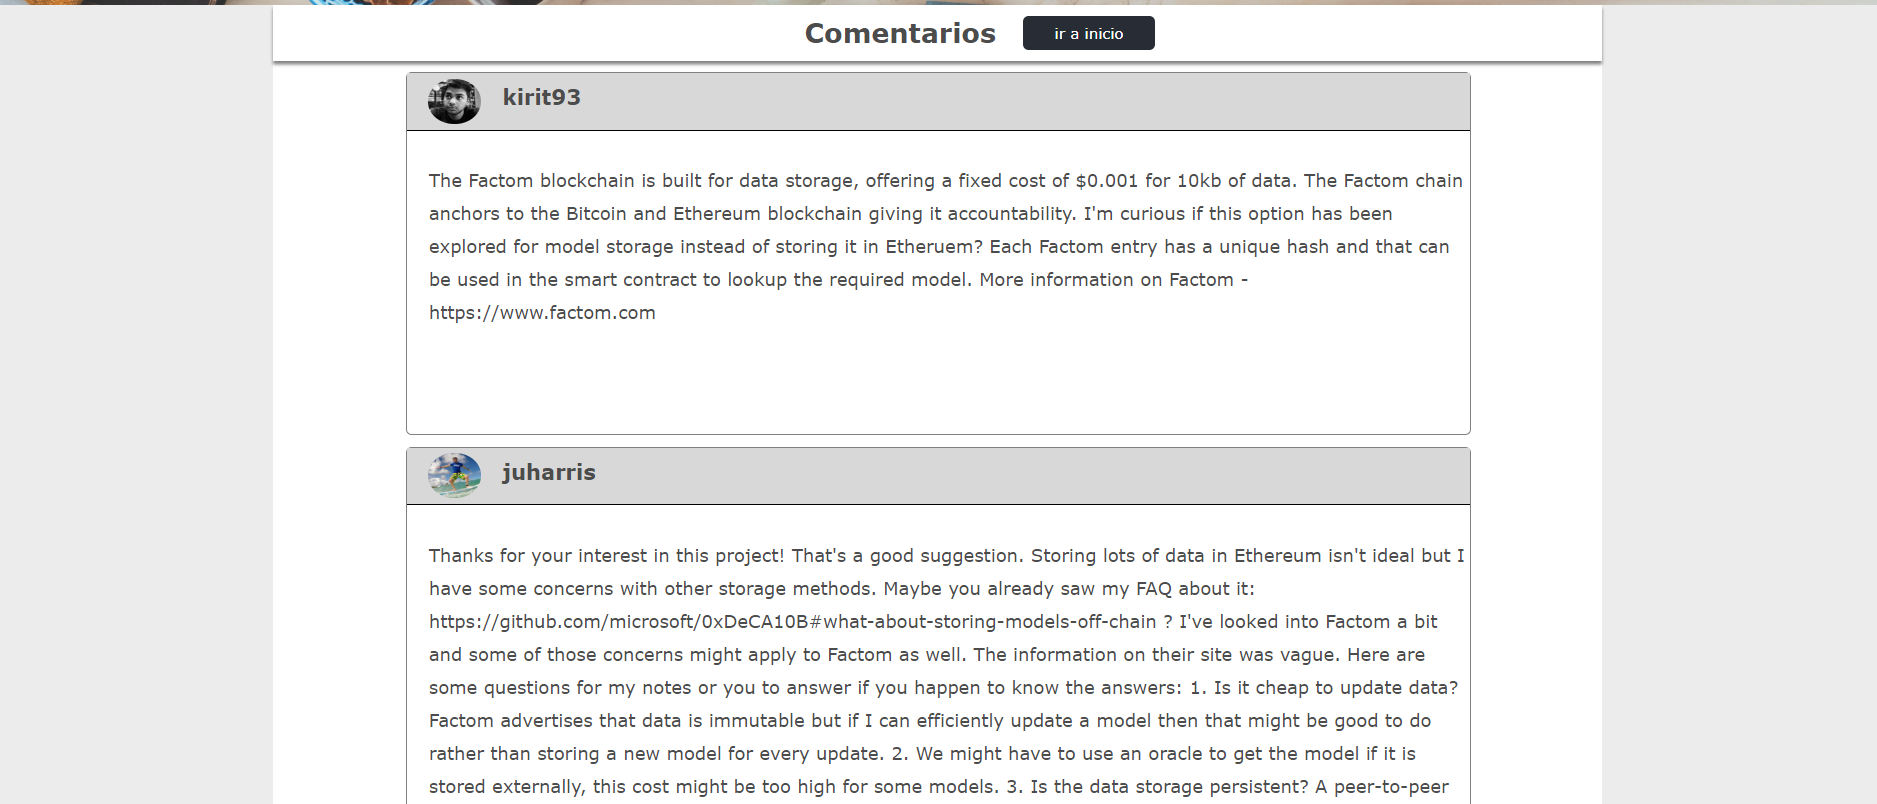 Comentarios
ir a inicio
kirit93
The Factom blockchain is built for data storage, offering a fixed cost of $0.001 for 10kb of data. The Factom chain
anchors to the Bitcoin and Ethereum blockchain giving it accountability. I'm curious if this option has been
explored for model storage instead of storing it in Etheruem? Each Factom entry has a unique hash and that can
be used in the smart contract to lookup the required model. More information on Factom -
https://www.factom.com
juharris
Thanks for your interest in this project! That's a good suggestion. Storing lots of data in Ethereum isn't ideal but I
have some concerns with other storage methods. Maybe you already saw my FAQ about it:
https://github.com/microsoft/0xDeCA10B#what-about-storing-models-off-chain ? I've looked into Factom a bit
and some of those concerns might apply to Factom as well. The information on their site was vague. Here are
some questions for my notes or you to answer if you happen to know the answers: 1. Is it cheap to update data?
Factom advertises that data is immutable but if I can efficiently update a model then that might be good to do
rather than storing a new model for every update. 2. We might have to use an oracle to get the model if it is
stored externally, this cost might be too high for some models. 3. Is the data storage persistent? A peer-to-peer